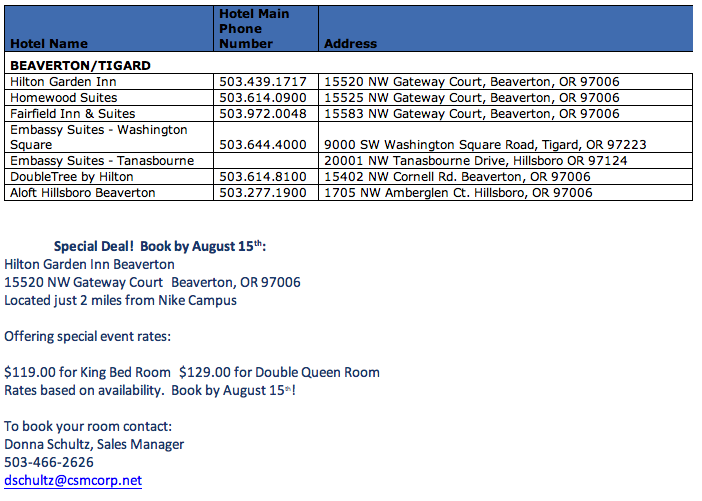 Hotel Name Hotel Main Phone Number Address
BEAVERTON/TIGARD
Hilton Garden Inn 503.439.1717 15520 NW Gateway Court, Beaverton, OR 97006
Homewood Suites 503.614.0900 15525 NW Gateway Court, Beaverton, OR 97006
Fairfield Inn & Suites 503.972.0048 15583 NW Gateway Court, Beaverton, OR 97006
Embassy Suites - Washington
Square 503.644.4000 9000 SW Washington Square Road, Tigard, OR 97223
Embassy Suites - Tanasbourne 20001 NW Tanasbourne Drive, Hillsboro OR 97124
DoubleTree by Hilton 503.614.8100 15402 NW Cornell Rd. Beaverton, OR 97006
Aloft Hillsboro Beaverton 503.277.1900 1705 NW Amberglen Ct. Hillsboro, OR 97006
Special Deal! Book by August 15th:
Hilton Garden Inn Beaverton
15520 NW Gateway Court Beaverton, OR 97006
Located just 2 miles from Nike Campus
Offering special event rates:
$119.00 for King Bed Room $129.00 for Double Queen Room
Rates based on availability. Book by August 15th!
To book your room contact:
Donna Schultz, Sales Manager
503-466-2626
dschultz@csmcorp.net